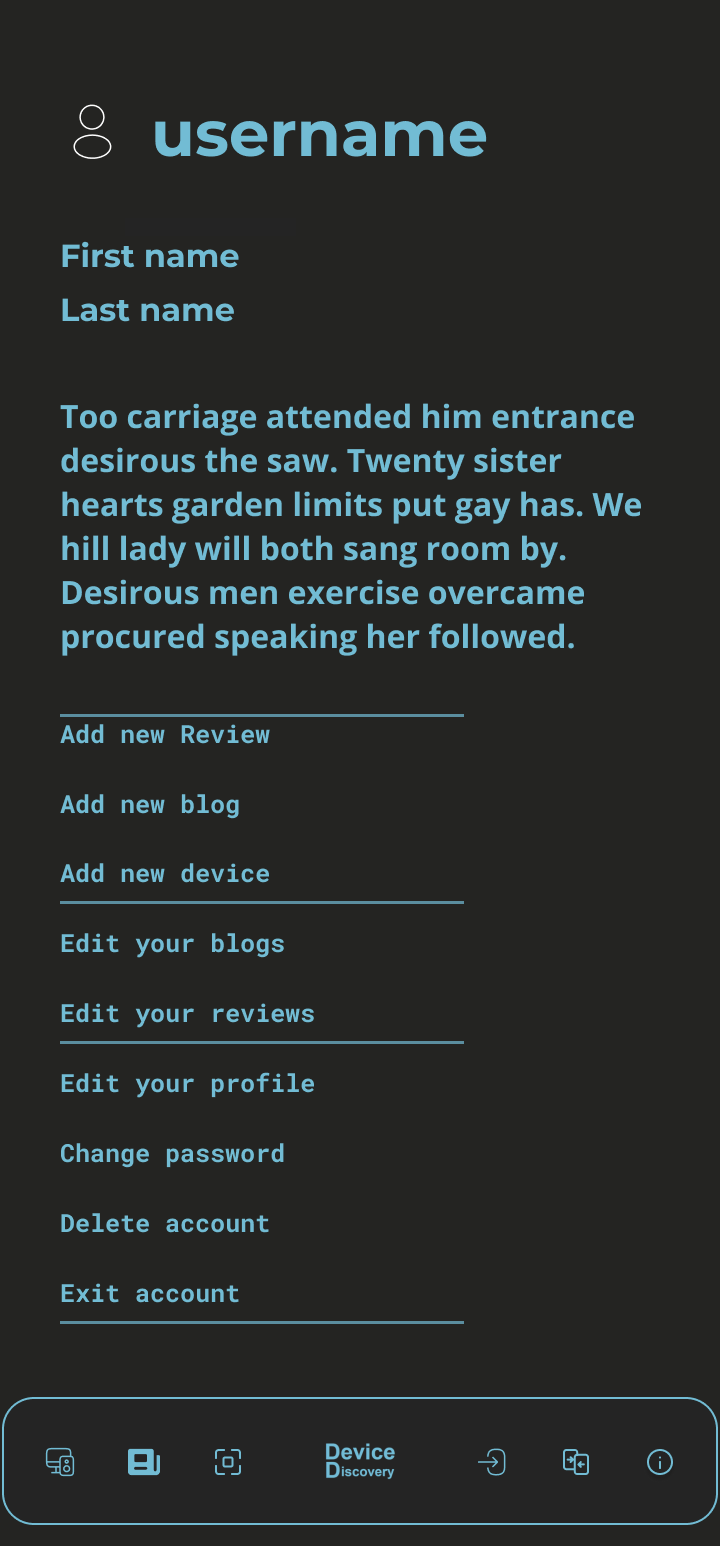 username
First name
Last name
Too carriage attended him entrance
desirous the saw. Twenty sister
hearts garden limits put gay has. We
hill lady will both sang room by.
Desirous men exercise overcame
procured speaking her followed.
Add new Review
Add new blog
Add new device
Edit your blogs
Edit your reviews
Edit your profile
Change password
Delete account
Exit account
Device
Discovery